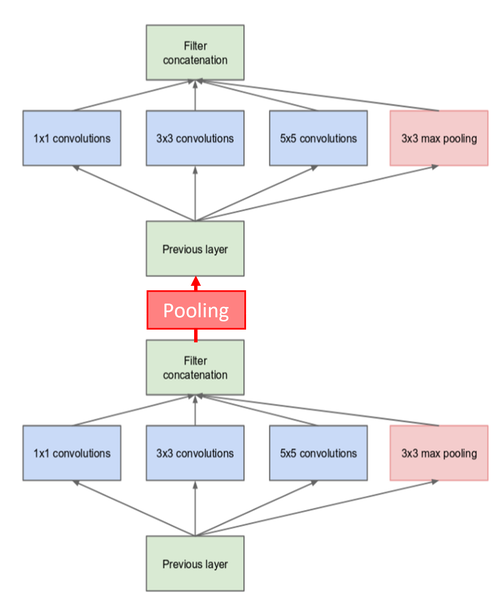 Filter
concatenation
1x1 convolutions
3x3 convolutions
5x5 convolutions
3x3 max pooling
Previous layer
Pooling
Filter
concatenation
1x1 convolutions
3x3 convolutions
5x5 convolutions
3x3 max pooling
Previous layer